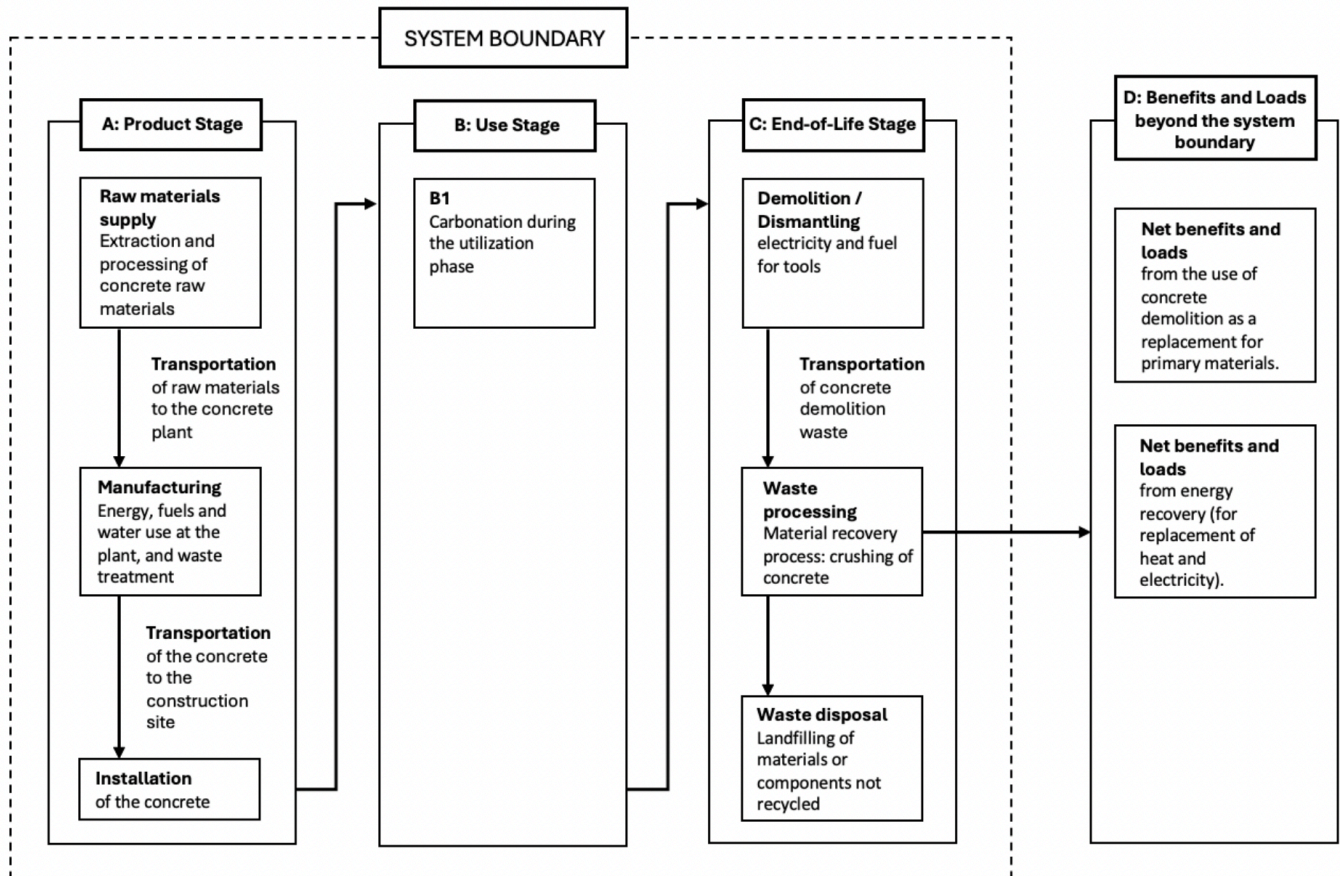 SYSTEM BOUNDARY
A: Product Stage
Raw materials
supply
Extraction and
processing of
concrete raw
materials
Transportation
of raw materials
to the concrete
plant
Manufacturing
Energy, fuels and
water use at the
plant, and waste
treatment
Transportation
of the concrete
to the
construction
site
Installation
of the concrete
B: Use Stage
B1
Carbonation during
the utilization
phase
C: End-of-Life Stage
Demolition /
Dismantling
electricity and fuel
for tools
Transportation
of concrete
demolition
waste
Waste
processing
Material recovery
process: crushing of
concrete
Waste disposal
Landfilling of
materials or
components not
recycled
D: Benefits and Loads
beyond the system
boundary
Net benefits and
loads
from the use of
concrete
demolition as a
replacement for
primary materials.
Net benefits and
loads
from energy
recovery (for
replacement of
heat and
electricity).